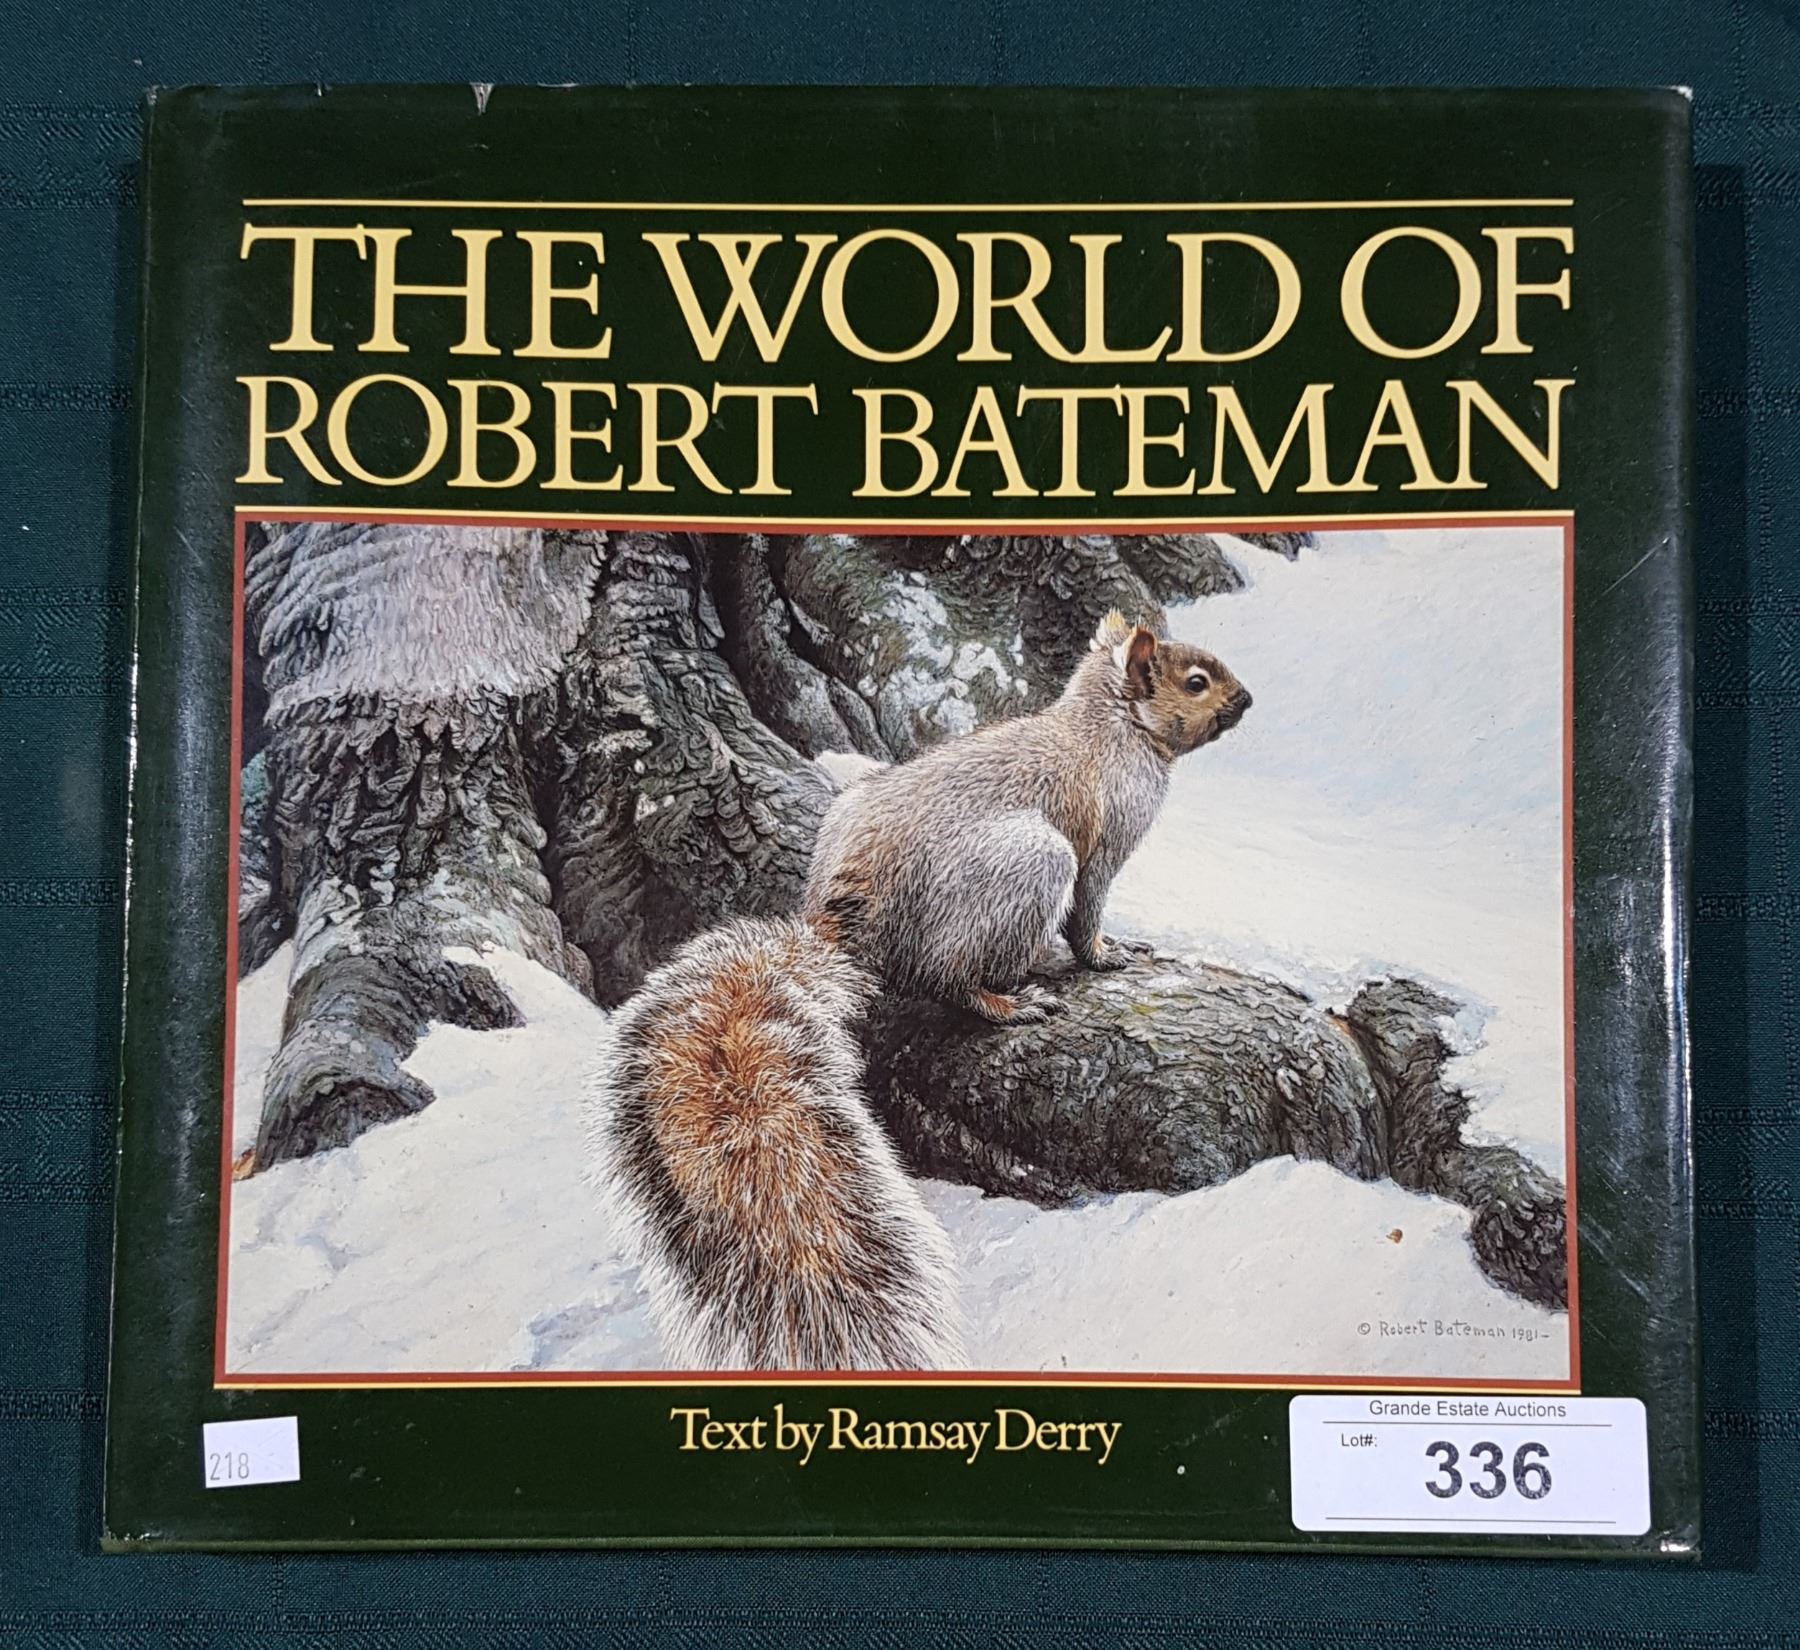 THE WORLD OF
ROBERT BATEMAN
© Robert Bateman 1981-
Text by Ramsay Derry
218
Grande Estate Auctions
Lot#:
336